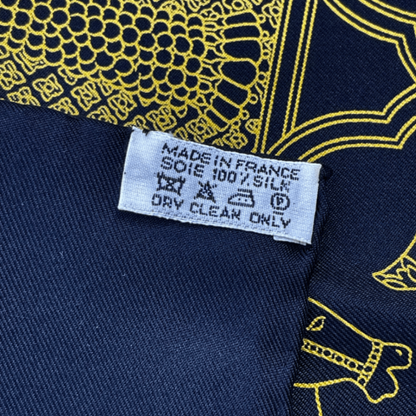 MADE IN FRANCE
SOIE 100% SILK
P
DRY CLEAN ONLY